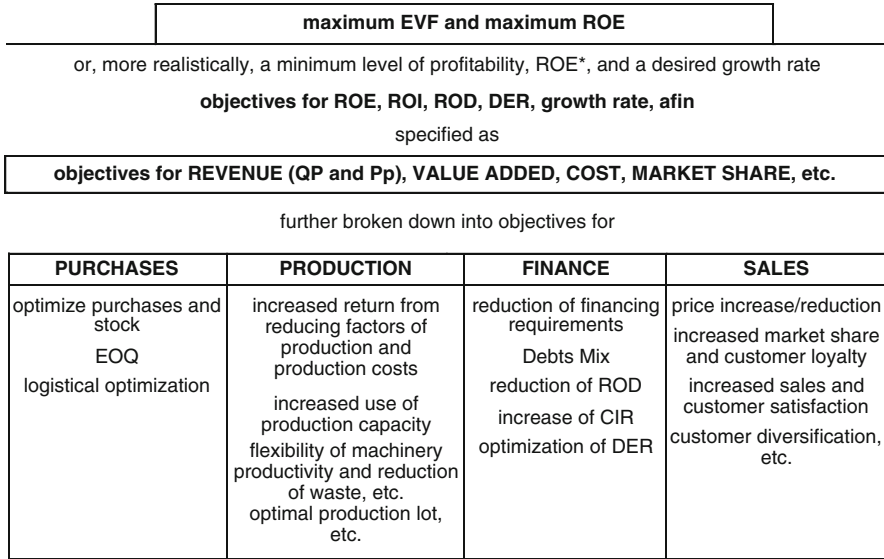 maximum EVF and maximum ROE
or, more realistically, a minimum level of profitability, ROE*, and a desired growth rate
objectives for ROE, ROI, ROD, DER, growth rate, afin
specified as
objectives for REVENUE (QP and Pp), VALUE ADDED, COST, MARKET SHARE, etc.
further broken down into objectives for
PURCHASES
optimize purchases and
stock
EOQ
logistical optimization
PRODUCTION
increased return from
reducing factors of
production and
production costs
increased use of
production capacity
flexibility of machinery
productivity and reduction
of waste, etc.
optimal production lot,
etc.
FINANCE
reduction of financing
requirements
Debts Mix
reduction of ROD
increase of CIR
optimization of DER
SALES
price increase/reduction
increased market share
and customer loyalty
increased sales and
customer satisfaction
customer diversification,
etc.